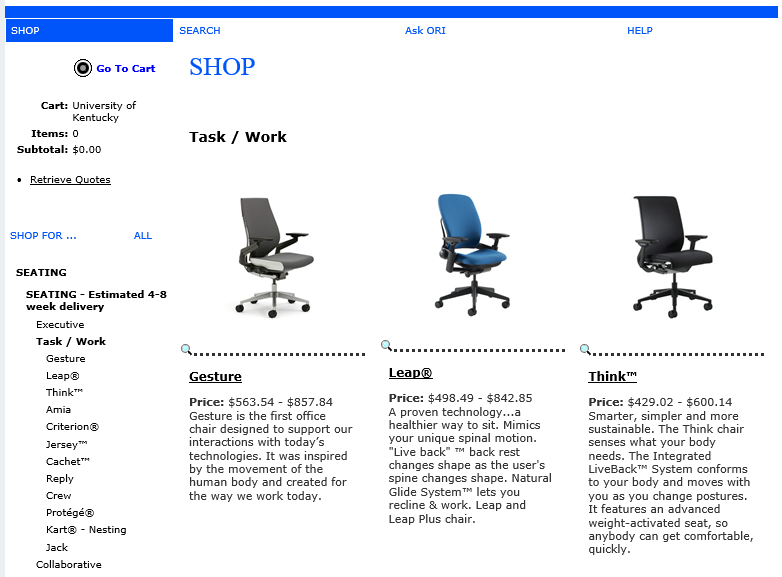 SHOP
SEARCH
Ask ORI
HELP
Go To Cart
Cart: University of
Kentucky
Items: 0
Subtotal: $0.00
• Retrieve Quotes
SHOP FOR ...
ALL
SEATING
SEATING - Estimated 4-8
week delivery
Executive
Task / Work
Gesture
Leap®
Think™
Amia
Criterion®
Jersey™
Cachet™
Reply
Crew
Protégé®
Kart® - Nesting
Jack
Collaborative
SHOP
Task / Work
Gesture
Price: $563.54 - $857.84
Gesture is the first office
chair designed to support our
interactions with today’s
technologies. It was inspired
by the movement of the
human body and created for
the way we work today.
Leap®
Price: $498.49 - $842.85
A proven technology...a
healthier way to sit. Mimics
your unique spinal motion.
"Live back" ™ back rest
changes shape as the user's
spine changes shape. Natural
Glide System™ lets you
recline & work. Leap and
Leap Plus chair.
Think™
Price: $429.02 - $600.14
Smarter, simpler and more
sustainable. The Think chair
senses what your body
needs. The Integrated
LiveBack™ System conforms
to your body and moves with
you as you change postures.
It features an advanced
weight-activated seat, so
anybody can get comfortable,
quickly.